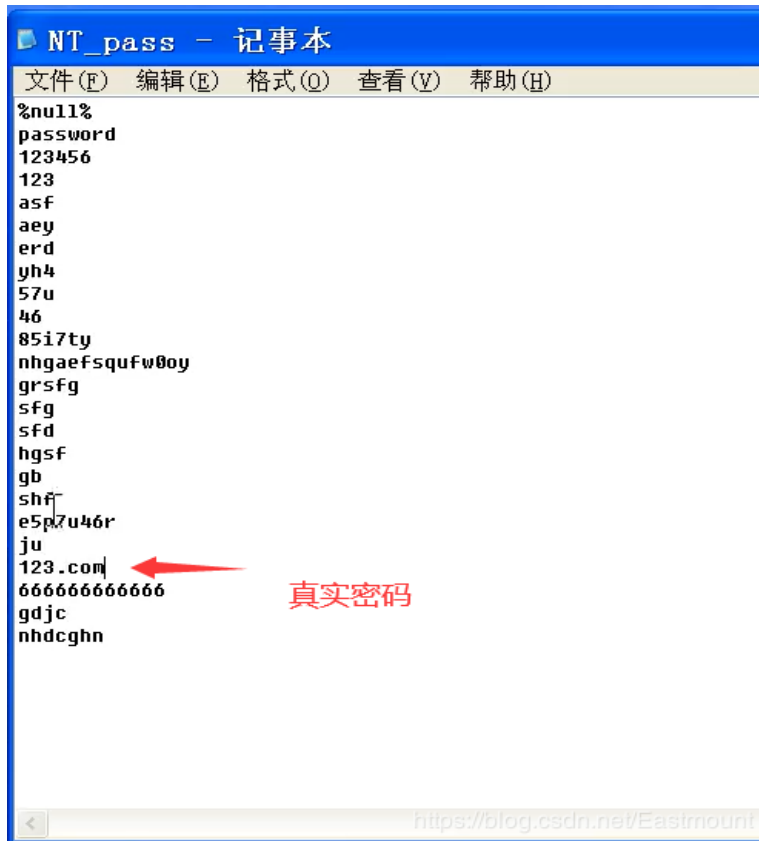 NT_pass - 记事本
文件(F) 编辑(E) 格式(O) 查看(V) 帮助(H)
%null%
password
123456
123
asf
aey
erd
yh4
57u
46
85i7ty
nhgaefsqufw0oy
grsfg
sfg
sfd
hgsf
gb
shf
e5p7u46r
ju
123.com
666666666666
真实密码
gdjc
nhdcghn
https://blog.csdn.net/Eastmount